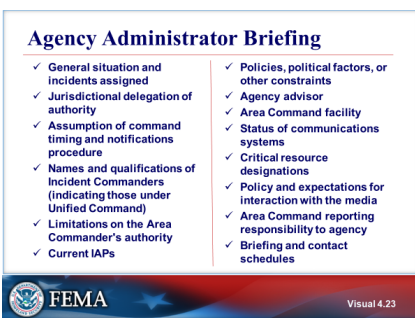 Agency Administrator Briefing
✓ General situation and
incidents assigned
✓ Jurisdictional delegation of
authority
✓ Assumption of command
timing and notifications
procedure
✓ Names and qualifications of
Incident Commanders
(indicating those under
Unified Command)
✓ Limitations on the Area
Commander's authority
✓ Current IAPs
✓ Policies, political factors, or
other constraints
✓ Agency advisor
✓ Area Command facility
✓ Status of communications
systems
✓ Critical resource
designations
✓ Policy and expectations for
interaction with the media
✓ Area Command reporting
responsibility to agency
✓ Briefing and contact
schedules
FEMA
Visual 4.23